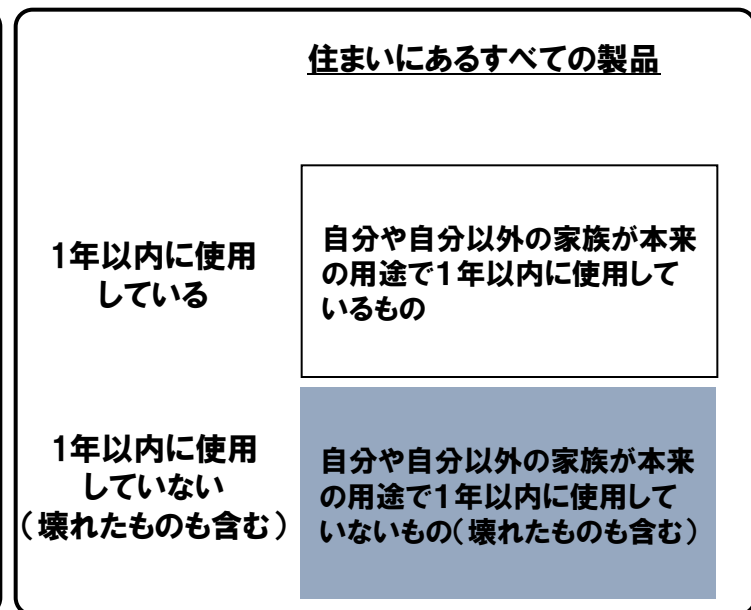 住まいにあるすべての製品
1年以内に使用
している
自分や自分以外の家族が本来
の用途で1年以内に使用して
いるもの
1年以内に使用
していない
(壊れたものも含む)
自分や自分以外の家族が本来
の用途で1年以内に使用して
いないもの(壊れたものも含む)